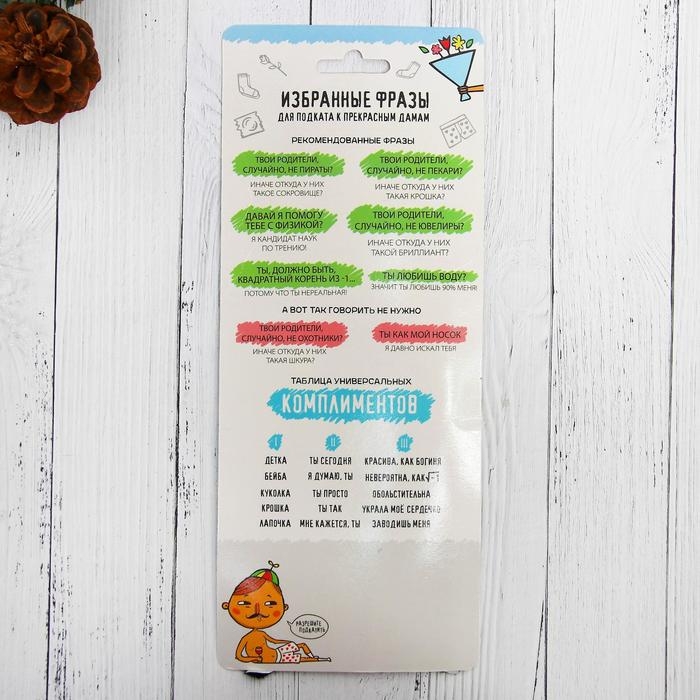 ИЗБРАННЫЕ ФРАЗЫ
ДЛЯ ПОДКАТА К ПРЕКРАСНЫМ ДАМАМ
РЕКОМЕНДОВАННЫЕ ФРАЗЫ
ТВОИ РОДИТЕЛИ,
СЛУЧАЙНО, НЕ ПИРАТЫ?
ИНАЧЕ ОТКУДА У НИХ
ТАКОЕ СОКРОВИЩЕ?
ТВОИ РОДИТЕЛИ,
СЛУЧАЙНО, НЕ ПЕКАРИ?
ИНАЧЕ ОТКУДА У НИХ
ТАКАЯ КРОШКА?
ДАВАЙ Я ПОМОГУ
ТЕБЕ С ФИЗИКОЙ?
Я КАНДИДАТ НАУК
ПО ТРЕНИЮ!
ТВОИ РОДИТЕЛИ,
СЛУЧАЙНО, НЕ ЮВЕЛИРЫ?
ИНАЧЕ ОТКУДА У НИХ
ТАКОЙ БРИЛЛИАНТ?
ТЫ, ДОЛЖНО БЫТЬ,
КВАДРАТНЫЙ КОРЕНЬ ИЗ -1...
ПОТОМУ ЧТО ТЫ НЕРЕАЛЬНАЯ!
ТЫ ЛЮБИШЬ ВОДУ?
ЗНАЧИТ ТЫ ЛЮБИШЬ 90% МЕНЯ!
А ВОТ ТАК ГОВОРИТЬ НЕ НУЖНО
ТВОИ РОДИТЕЛИ,
СЛУЧАЙНО, НЕ ОХОТНИКИ?
ИНАЧЕ ОТКУДА У НИХ
ТАКАЯ ШКУРА?
ТЫ КАК МОЙ НОСОК
Я ДАВНО ИСКАЛ ТЕБЯ
ТАБЛИЦА УНИВЕРСАЛЬНЫХ
КОМПЛИМЕНТОВ
I II III
ДЕТКА ТЫ СЕГОДНЯ КРАСИВА, КАК БОГИНЯ
БЕЙБА Я ДУМАЮ, ТЫ НЕВЕРОЯТНА, КАК √-1
КУКОЛКА ТЫ ПРОСТО ОБОЛЬСТИТЕЛЬНА
КРОШКА ТЫ ТАК УКРАЛА МОЁ СЕРДЕЧКО
ЛАПОЧКА МНЕ КАЖЕТСЯ, ТЫ ЗАВОДИШЬ МЕНЯ
РАЗРЕШИТЕ
ПОДКАТИТЬ